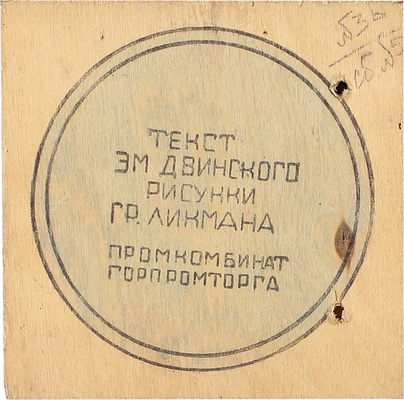 ТЕКСТ
ЭМ ДВИНСКОГО
РИСУНКИ
ГР. ЛИКМАНА
ПРОМКОМБИНАТ
ГОРПРОМТОРГА